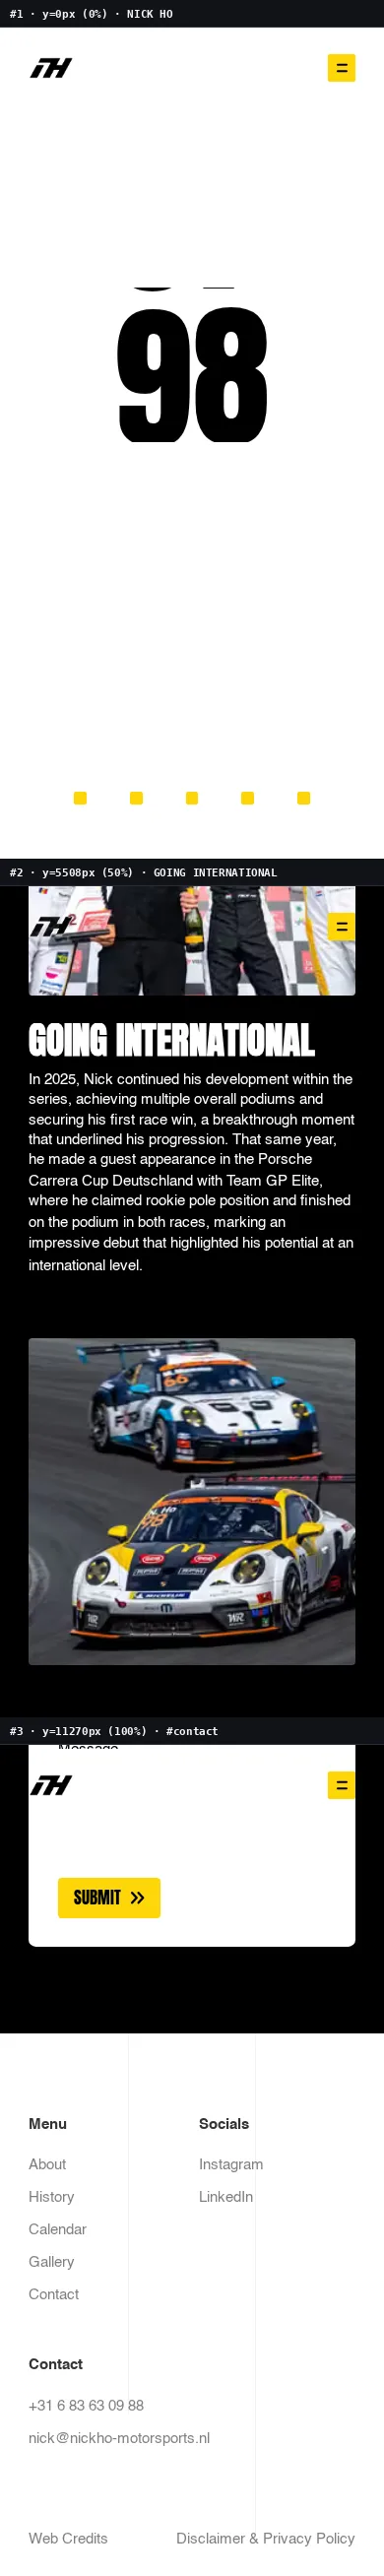 #1 · y=0px (0%) · NICK HO
98
#2 · y=5508px (50%) · GOING INTERNATIONAL
GOING INTERNATIONAL
In 2025, Nick continued his development within the
series, achieving multiple overall podiums and
securing his first race win, a breakthrough moment
that underlined his progression. That same year,
he made a guest appearance in the Porsche
Carrera Cup Deutschland with Team GP Elite,
where he claimed rookie pole position and finished
on the podium in both races, marking an
impressive debut that highlighted his potential at an
international level.
#3 · y=11270px (100%) · #contact
Message
SUBMIT
Menu
Socials
About
Instagram
History
LinkedIn
Calendar
Gallery
Contact
Contact
+31 6 83 63 09 88
nick@nickho-motorsports.nl
Web Credits
Disclaimer & Privacy Policy